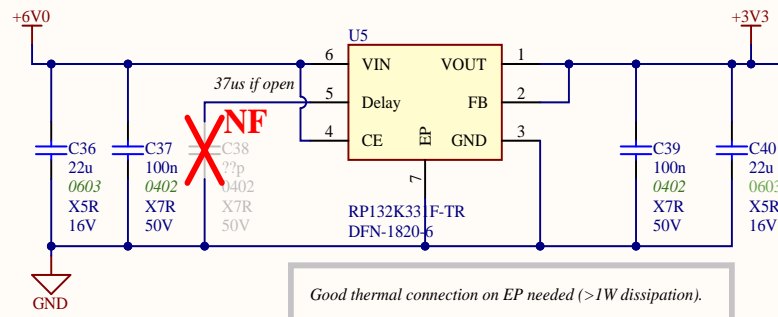 +6V0
+3V3
U5
6
VIN
VOUT
1
37us if open
5
Delay
FB
2
NF
4
CE
EP
GND
3
C36
22u
0603
X5R
16V
C37
100n
0402
X7R
50V
C38
??p
0402
X7R
50V
7
RP132K331F-TR
DFN-1820-6
C39
100n
0402
X7R
50V
C40
22u
0603
X5R
16V
GND
Good thermal connection on EP needed (>1W dissipation).